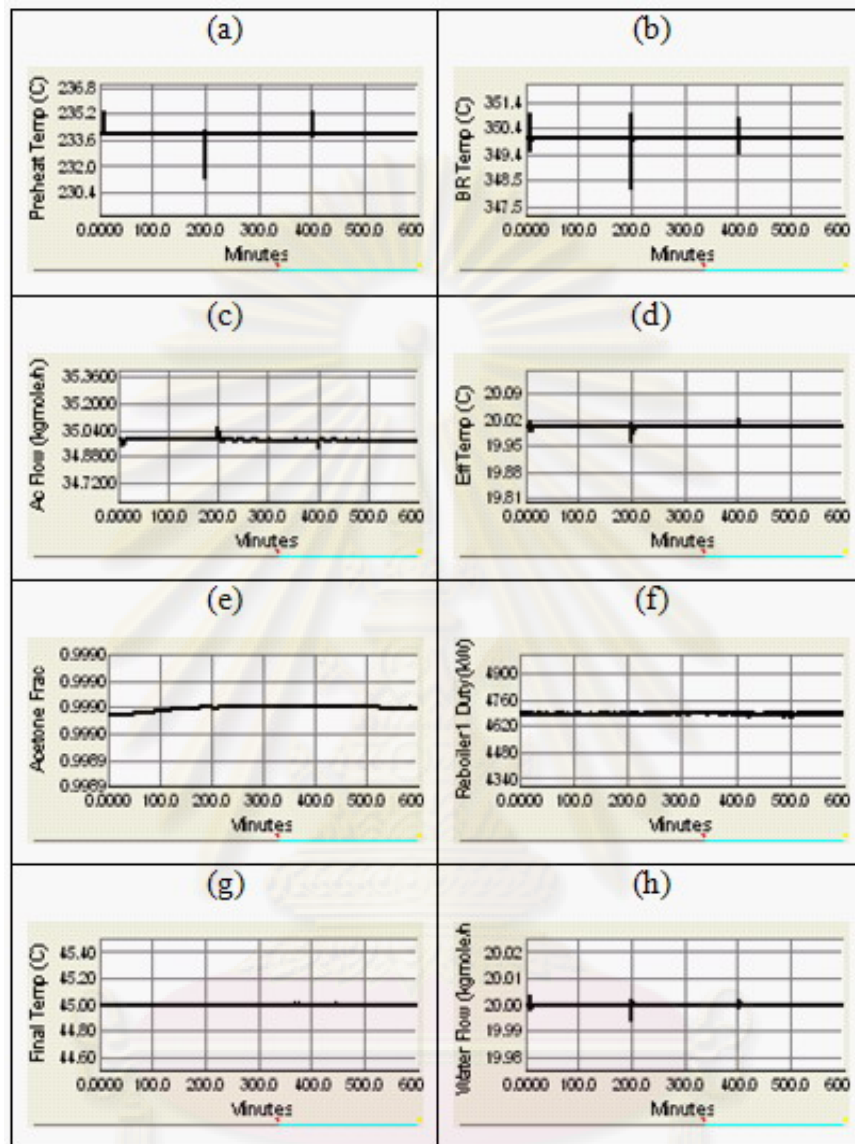 (a)
Preheat Temp (C)
236.8
235.2
233.6
232.0
230.4
0.0000 100.0 200.0 300.0 400.0 500.0 600
Minutes
(b)
BR Temp (C)
351.4
350.4
349.4
348.5
347.5
0.0000 100.0 200.0 300.0 400.0 500.0 600
Minutes
(c)
Ac Flow (kgmole/h
35.3600
35.2000
35.0400
34.8800
34.7200
0.0000 100.0 200.0 300.0 400.0 500.0 600
Minutes
(d)
Eff Temp (C)
20.09
20.02
19.95
19.88
19.81
0.0000 100.0 200.0 300.0 400.0 500.0 600
Minutes
(e)
Acetone Frac
0.9990
0.9990
0.9990
0.9990
0.9989
0.9989
0.0000 100.0 200.0 300.0 400.0 500.0 600
Minutes
(f)
Reboiler1 Duty(kW)
4900
4760
4620
4480
4340
0.0000 100.0 200.0 300.0 400.0 500.0 600
Minutes
(g)
Final Temp (C)
45.40
45.20
45.00
44.80
44.60
0.0000 100.0 200.0 300.0 400.0 500.0 600
Minutes
(h)
Water Flow (kgmole/h
20.02
20.01
20.00
19.99
19.98
0.0000 100.0 200.0 300.0 400.0 500.0 600
Minutes